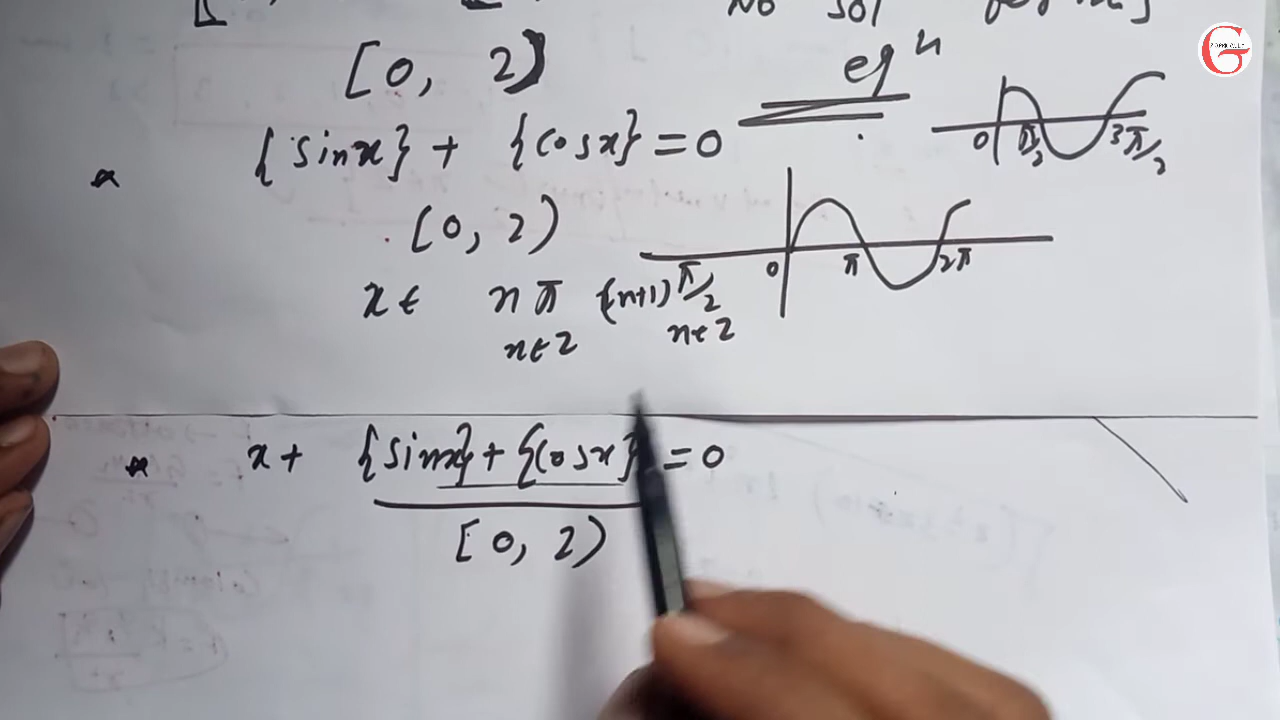 No sol
[0, 2)
eqⁿ
{sinx} + {cosx} = 0
0 π/2 3π/2
[0, 2)
0 π 2π
x ∈ nπ (n+1) π/2
n∈Z n∈Z
x + {sinx} + {cosx} = 0
[0, 2)
G